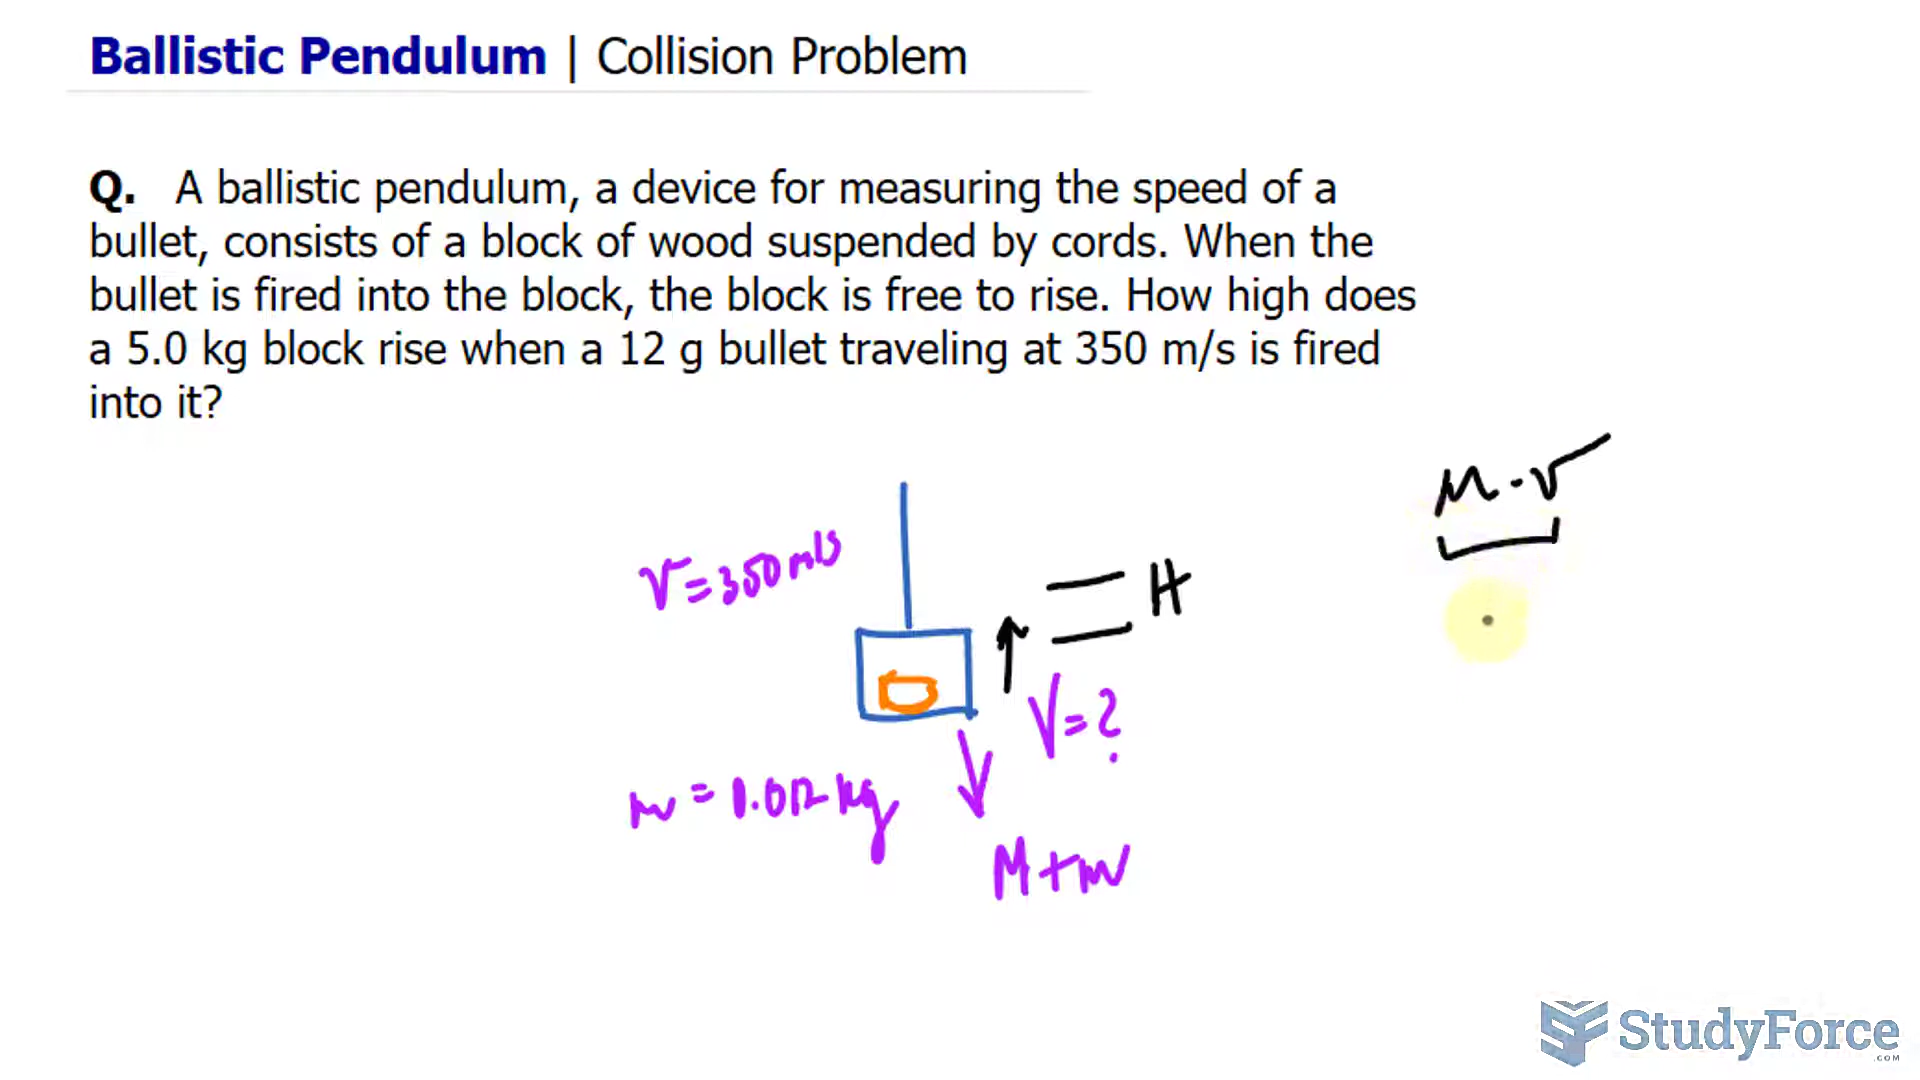 Ballistic Pendulum | Collision Problem
Q. A ballistic pendulum, a device for measuring the speed of a
bullet, consists of a block of wood suspended by cords. When the
bullet is fired into the block, the block is free to rise. How high does
a 5.0 kg block rise when a 12 g bullet traveling at 350 m/s is fired
into it?
m·v
v=350m/s
H
V=?
m=0.012kg
M+m
StudyForce
.COM